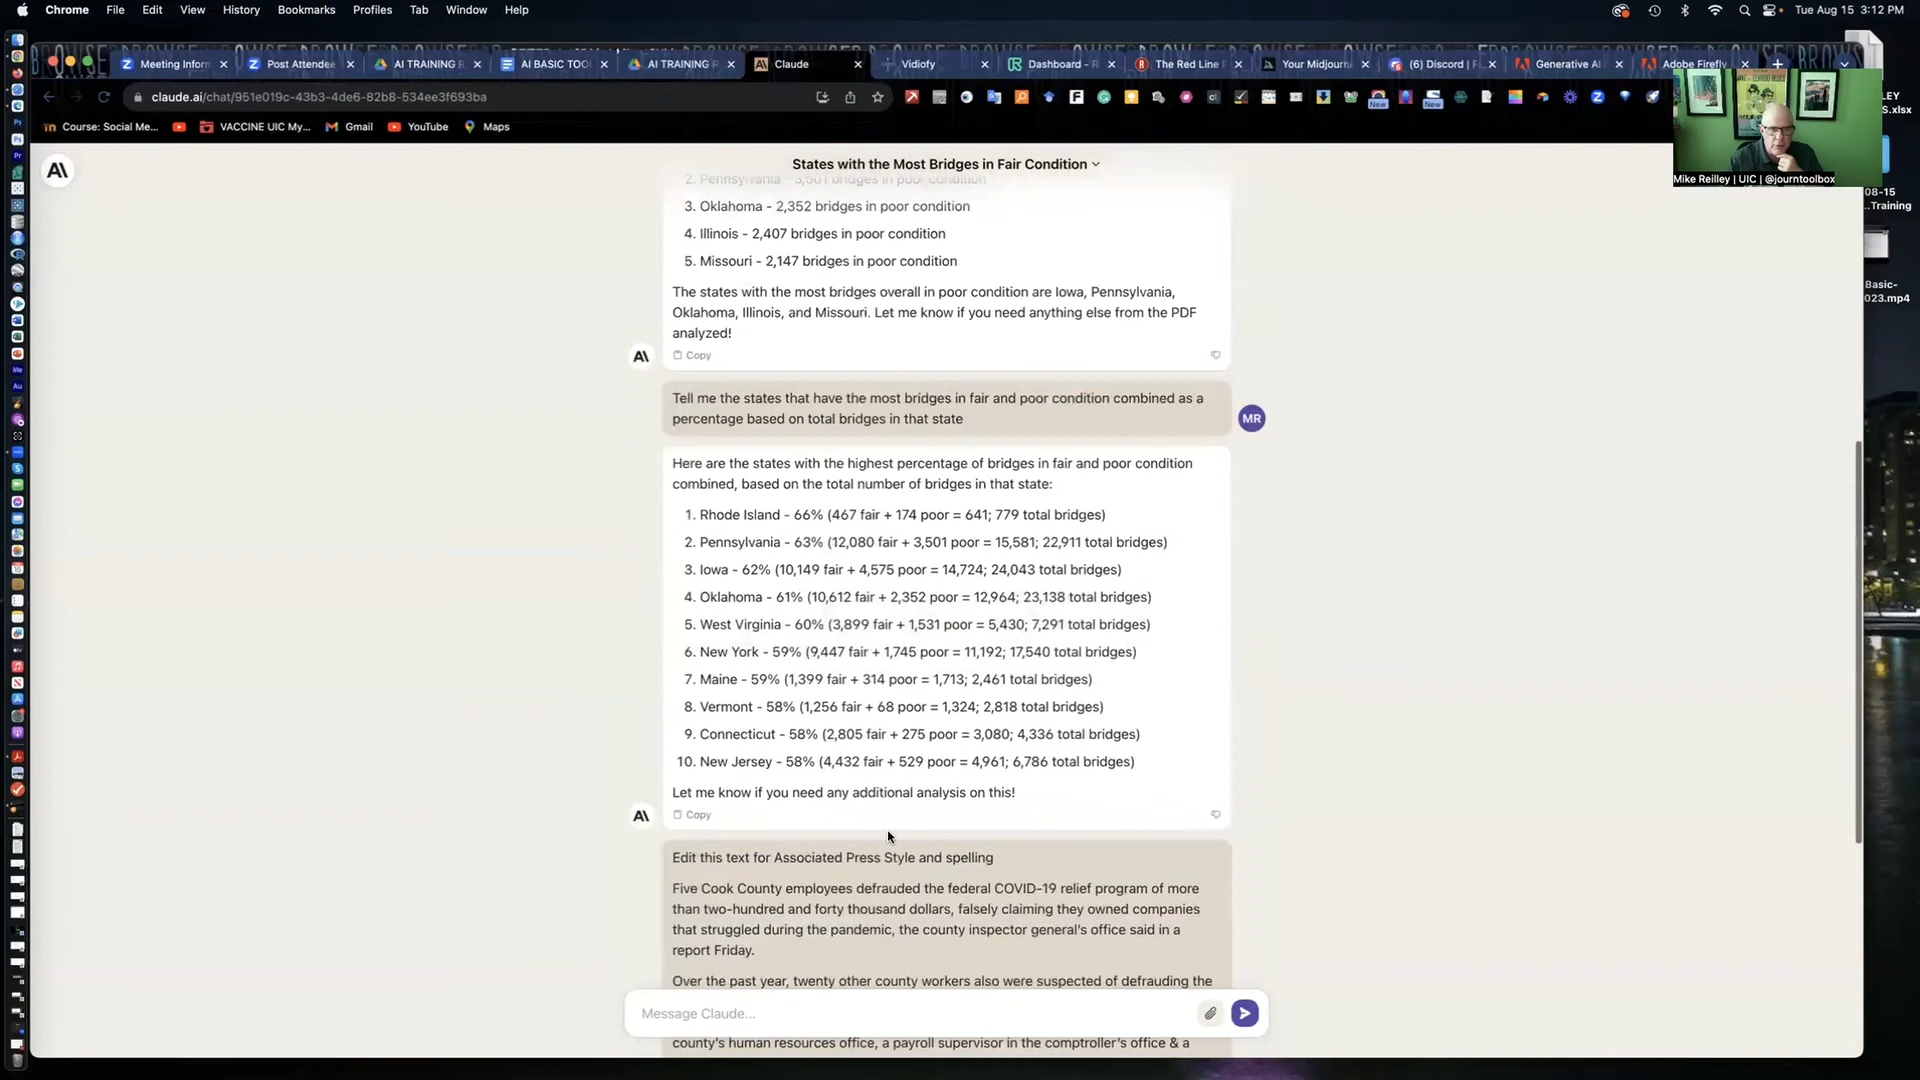 Chrome File Edit View History Bookmarks Profiles Tab Window Help
Tue Aug 15 3:12 PM
Meeting Inform
Post Attendee
AI TRAINING R
AI BASIC TOO
AI TRAINING R
Claude
Vidiofy
Dashboard - R
The Red Line P
Your Midjourn
(6) Discord | F
Generative AI
Adobe Firefly
claude.ai/chat/951e019c-43b3-4de6-82b8-534ee3f693ba
New
New
Course: Social Me...
VACCINE UIC My...
Gmail
YouTube
Maps
Mike Reilley | UIC | @journtoolbox
LEY
S.xlsx
08-15
...Training
Basic-
023.mp4
States with the Most Bridges in Fair Condition
2. Pennsylvania - 3,501 bridges in poor condition
3. Oklahoma - 2,352 bridges in poor condition
4. Illinois - 2,407 bridges in poor condition
5. Missouri - 2,147 bridges in poor condition
The states with the most bridges overall in poor condition are Iowa, Pennsylvania,
Oklahoma, Illinois, and Missouri. Let me know if you need anything else from the PDF
analyzed!
Copy
Tell me the states that have the most bridges in fair and poor condition combined as a
percentage based on total bridges in that state
MR
Here are the states with the highest percentage of bridges in fair and poor condition
combined, based on the total number of bridges in that state:
1. Rhode Island - 66% (467 fair + 174 poor = 641; 779 total bridges)
2. Pennsylvania - 63% (12,080 fair + 3,501 poor = 15,581; 22,911 total bridges)
3. Iowa - 62% (10,149 fair + 4,575 poor = 14,724; 24,043 total bridges)
4. Oklahoma - 61% (10,612 fair + 2,352 poor = 12,964; 23,138 total bridges)
5. West Virginia - 60% (3,899 fair + 1,531 poor = 5,430; 7,291 total bridges)
6. New York - 59% (9,447 fair + 1,745 poor = 11,192; 17,540 total bridges)
7. Maine - 59% (1,399 fair + 314 poor = 1,713; 2,461 total bridges)
8. Vermont - 58% (1,256 fair + 68 poor = 1,324; 2,818 total bridges)
9. Connecticut - 58% (2,805 fair + 275 poor = 3,080; 4,336 total bridges)
10. New Jersey - 58% (4,432 fair + 529 poor = 4,961; 6,786 total bridges)
Let me know if you need any additional analysis on this!
Copy
Edit this text for Associated Press Style and spelling
Five Cook County employees defrauded the federal COVID-19 relief program of more
than two-hundred and forty thousand dollars, falsely claiming they owned companies
that struggled during the pandemic, the county inspector general's office said in a
report Friday.
Over the past year, twenty other county workers also were suspected of defrauding the
Message Claude...
county's human resources office, a payroll supervisor in the comptroller's office & a